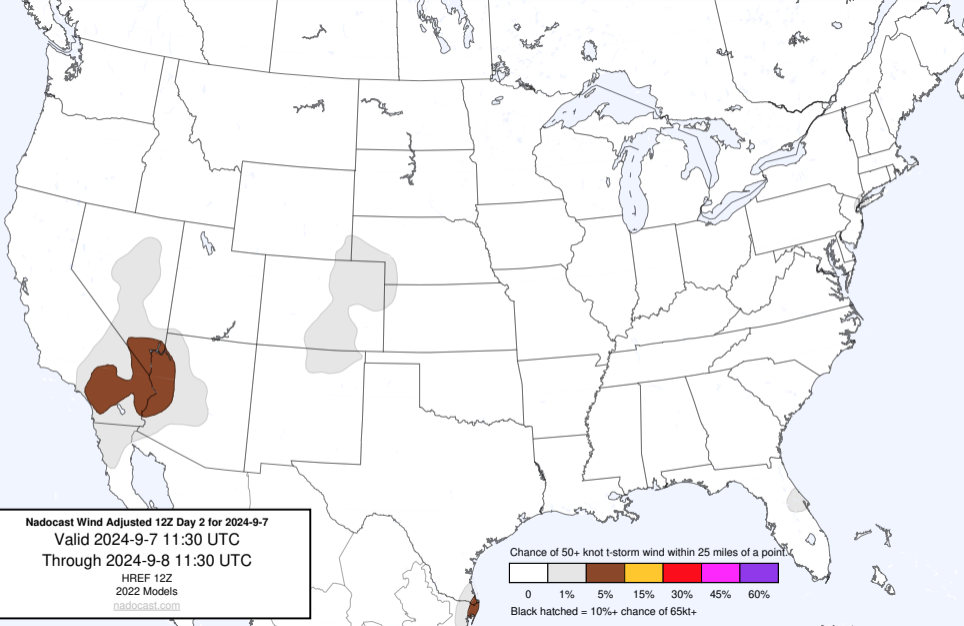 Nadocast Wind Adjusted 12Z Day 2 for 2024-9-7
Valid 2024-9-7 11:30 UTC
Through 2024-9-8 11:30 UTC
HREF 12Z
2022 Models
nadocast.com
Chance of 50+ knot t-storm wind within 25 miles of a point.
0 1% 5% 15% 30% 45% 60%
Black hatched = 10%+ chance of 65kt+